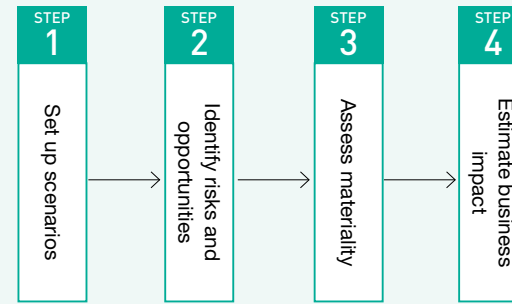 STEP
1
Set up scenarios
STEP
2
Identify risks and
opportunities
STEP
3
Assess materiality
STEP
4
Estimate business
impact